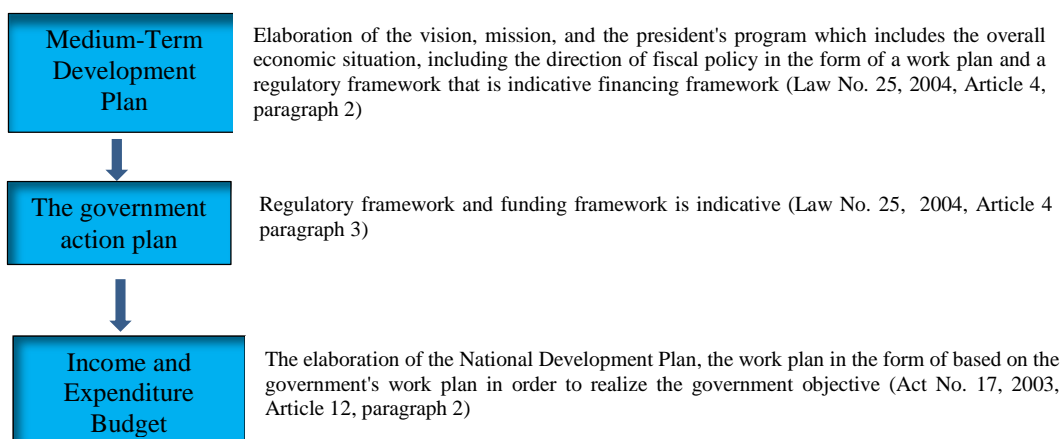 Medium-Term
Development
Plan
Elaboration of the vision, mission, and the president's program which includes the overall
economic situation, including the direction of fiscal policy in the form of a work plan and a
regulatory framework that is indicative financing framework (Law No. 25, 2004, Article 4,
paragraph 2)
The government
action plan
Regulatory framework and funding framework is indicative (Law No. 25, 2004, Article 4
paragraph 3)
Income and
Expenditure
Budget
The elaboration of the National Development Plan, the work plan in the form of based on the
government's work plan in order to realize the government objective (Act No. 17, 2003,
Article 12, paragraph 2)